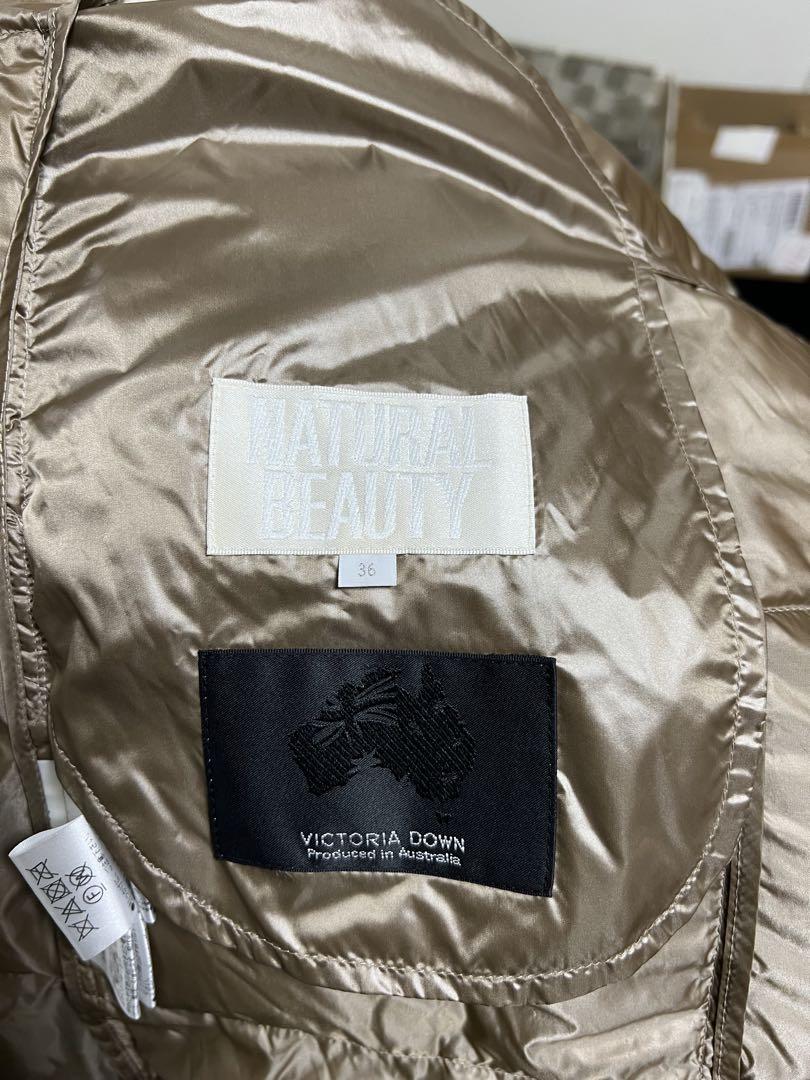 NATURAL
BEAUTY
36
VICTORIA DOWN
Produced in Australia